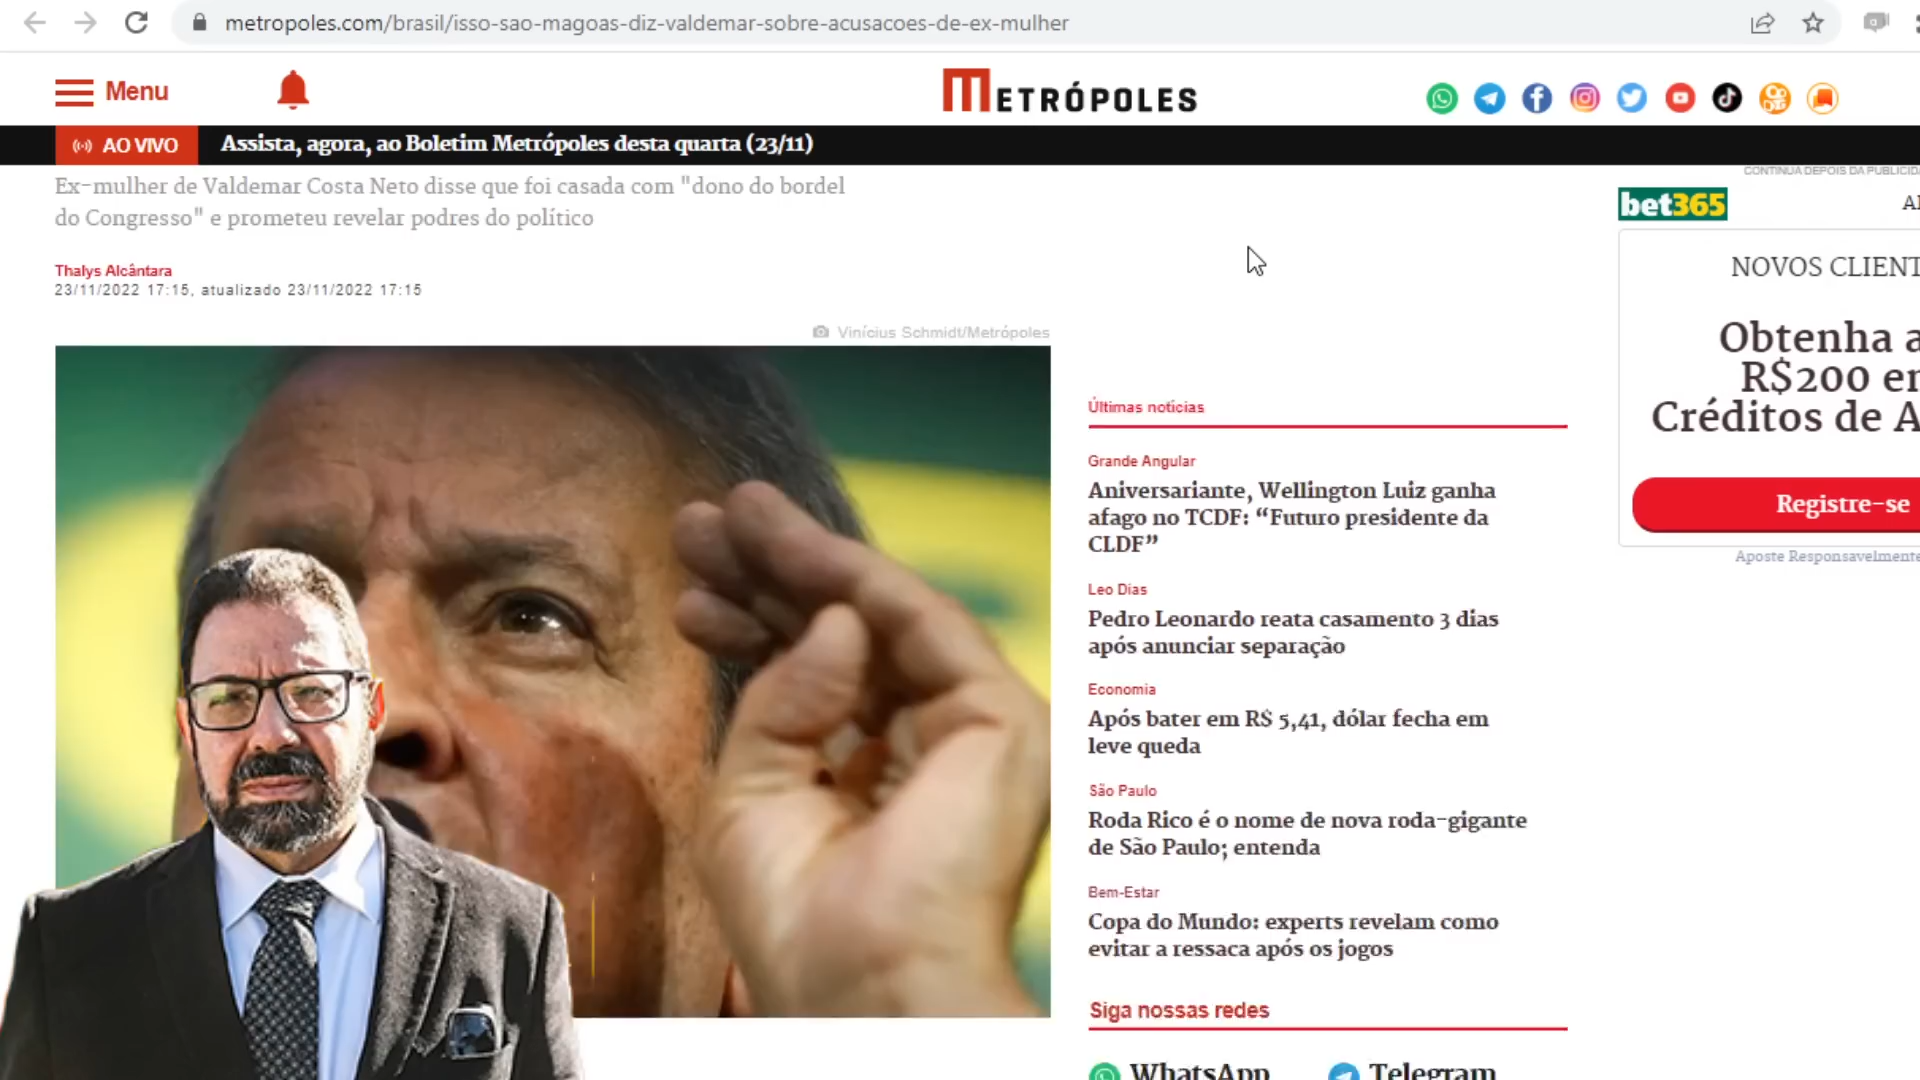 metropoles.com/brasil/isso-sao-magoas-diz-valdemar-sobre-acusacoes-de-ex-mulher
Menu
METRÓPOLES
AO VIVO
Assista, agora, ao Boletim Metrópoles desta quarta (23/11)
Ex-mulher de Valdemar Costa Neto disse que foi casada com "dono do bordel
do Congresso" e prometeu revelar podres do político
Thalys Alcântara
23/11/2022 17:15, atualizado 23/11/2022 17:15
Vinícius Schmidt/Metrópoles
Últimas notícias
Grande Angular
Aniversariante, Wellington Luiz ganha
afago no TCDF: “Futuro presidente da
CLDF”
Leo Dias
Pedro Leonardo reata casamento 3 dias
após anunciar separação
Economia
Após bater em R$ 5,41, dólar fecha em
leve queda
São Paulo
Roda Rico é o nome de nova roda-gigante
de São Paulo; entenda
Bem-Estar
Copa do Mundo: experts revelam como
evitar a ressaca após os jogos
Siga nossas redes
WhatsApp
Telegram
CONTINUA DEPOIS DA PUBLICID
bet365
NOVOS CLIENT
Obtenha a
R$200 er
Créditos de A
Registre-se
Aposte Responsavelmente